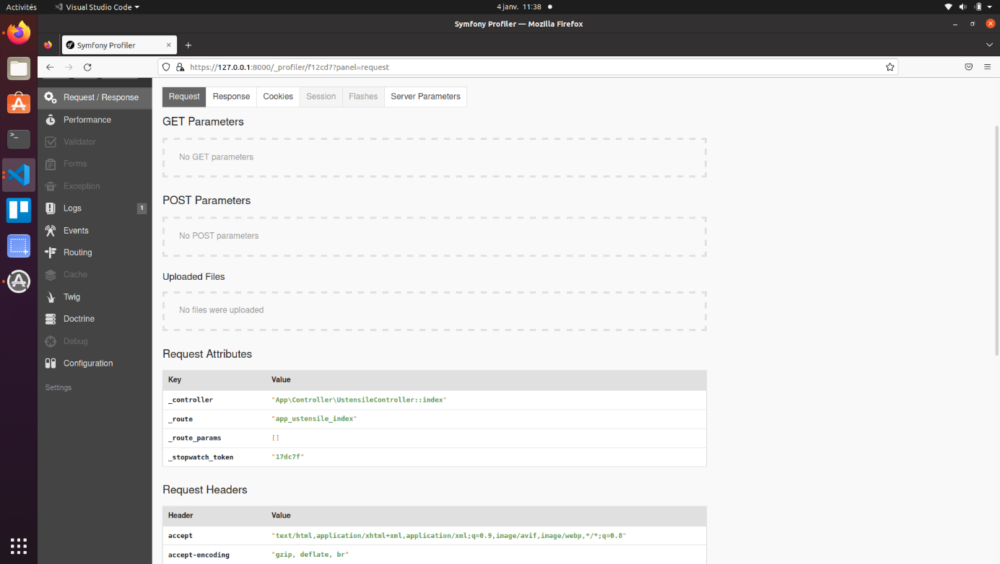 Activités
Visual Studio Code
4 janv. 11:38
Symfony Profiler — Mozilla Firefox
Symfony Profiler
https://127.0.0.1:8000/_profiler/f12cd7?panel=request
Request / Response
Performance
Validator
Forms
Exception
Logs 1
Events
Routing
Cache
Twig
Doctrine
Debug
Configuration
Settings
Request Response Cookies Session Flashes Server Parameters
GET Parameters
No GET parameters
POST Parameters
No POST parameters
Uploaded Files
No files were uploaded
Request Attributes
Key Value
_controller "App\Controller\UstensileController::index"
_route "app_ustensile_index"
_route_params []
_stopwatch_token "17dc7f"
Request Headers
Header Value
accept "text/html,application/xhtml+xml,application/xml;q=0.9,image/avif,image/webp,*/*;q=0.8"
accept-encoding "gzip, deflate, br"